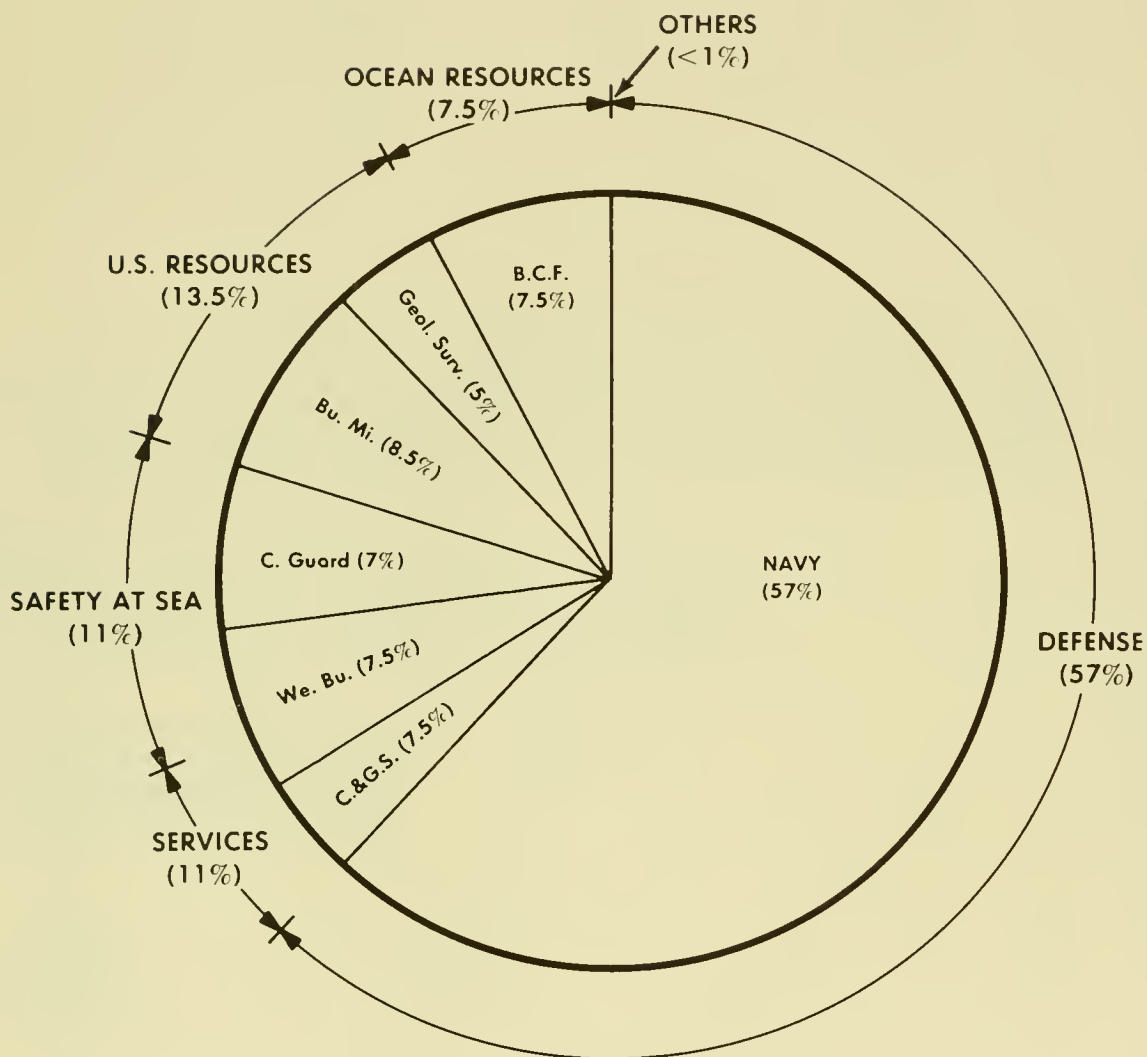 OTHERS
(<1%)
OCEAN RESOURCES
(7.5%)
U.S. RESOURCES
(13.5%)
SAFETY AT SEA
(11%)
SERVICES
(11%)
DEFENSE
(57%)
B.C.F.
(7.5%)
Geol. Surv. (5%)
Bu. Mi. (8.5%)
C. Guard (7%)
We. Bu. (7.5%)
C.&G.S. (7.5%)
NAVY
(57%)